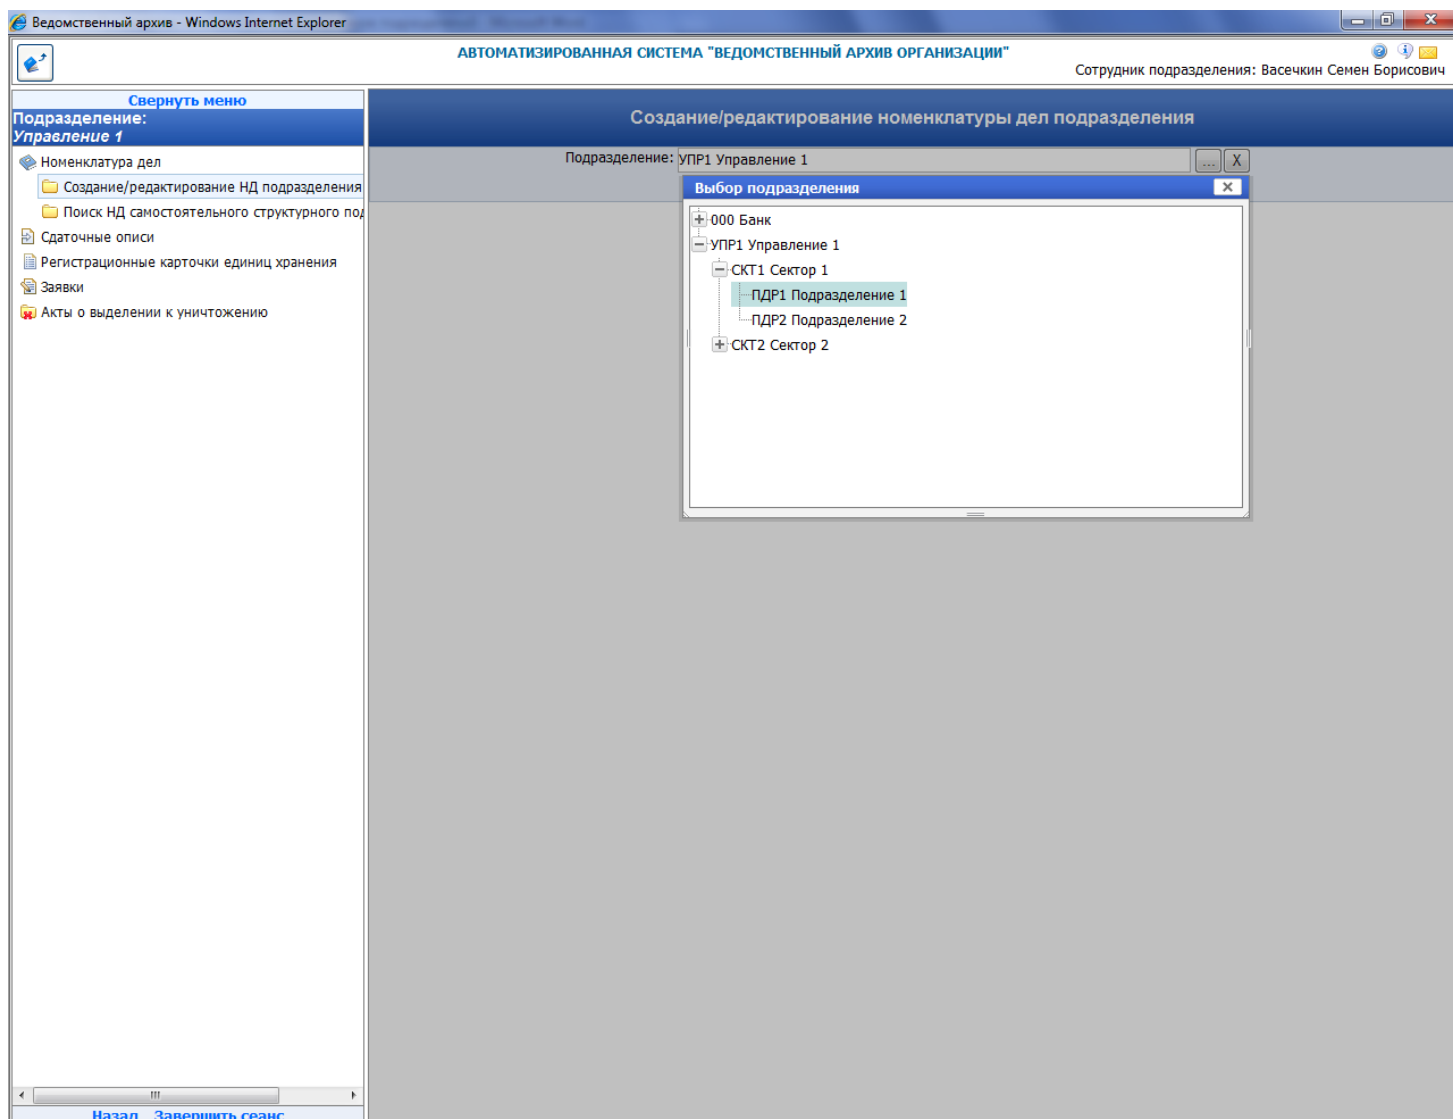 Ведомственный архив - Windows Internet Explorer
АВТОМАТИЗИРОВАННАЯ СИСТЕМА "ВЕДОМСТВЕННЫЙ АРХИВ ОРГАНИЗАЦИИ"
Сотрудник подразделения: Васечкин Семен Борисович
Свернуть меню
Подразделение:
Управление 1
Номенклатура дел
Создание/редактирование НД подразделения
Поиск НД самостоятельного структурного под
Сдаточные описи
Регистрационные карточки единиц хранения
Заявки
Акты о выделении к уничтожению
Назад Завершить сеанс
Создание/редактирование номенклатуры дел подразделения
Подразделение: УПР1 Управление 1 ... X
Выбор подразделения
000 Банк
УПР1 Управление 1
СКТ1 Сектор 1
ПДР1 Подразделение 1
ПДР2 Подразделение 2
СКТ2 Сектор 2